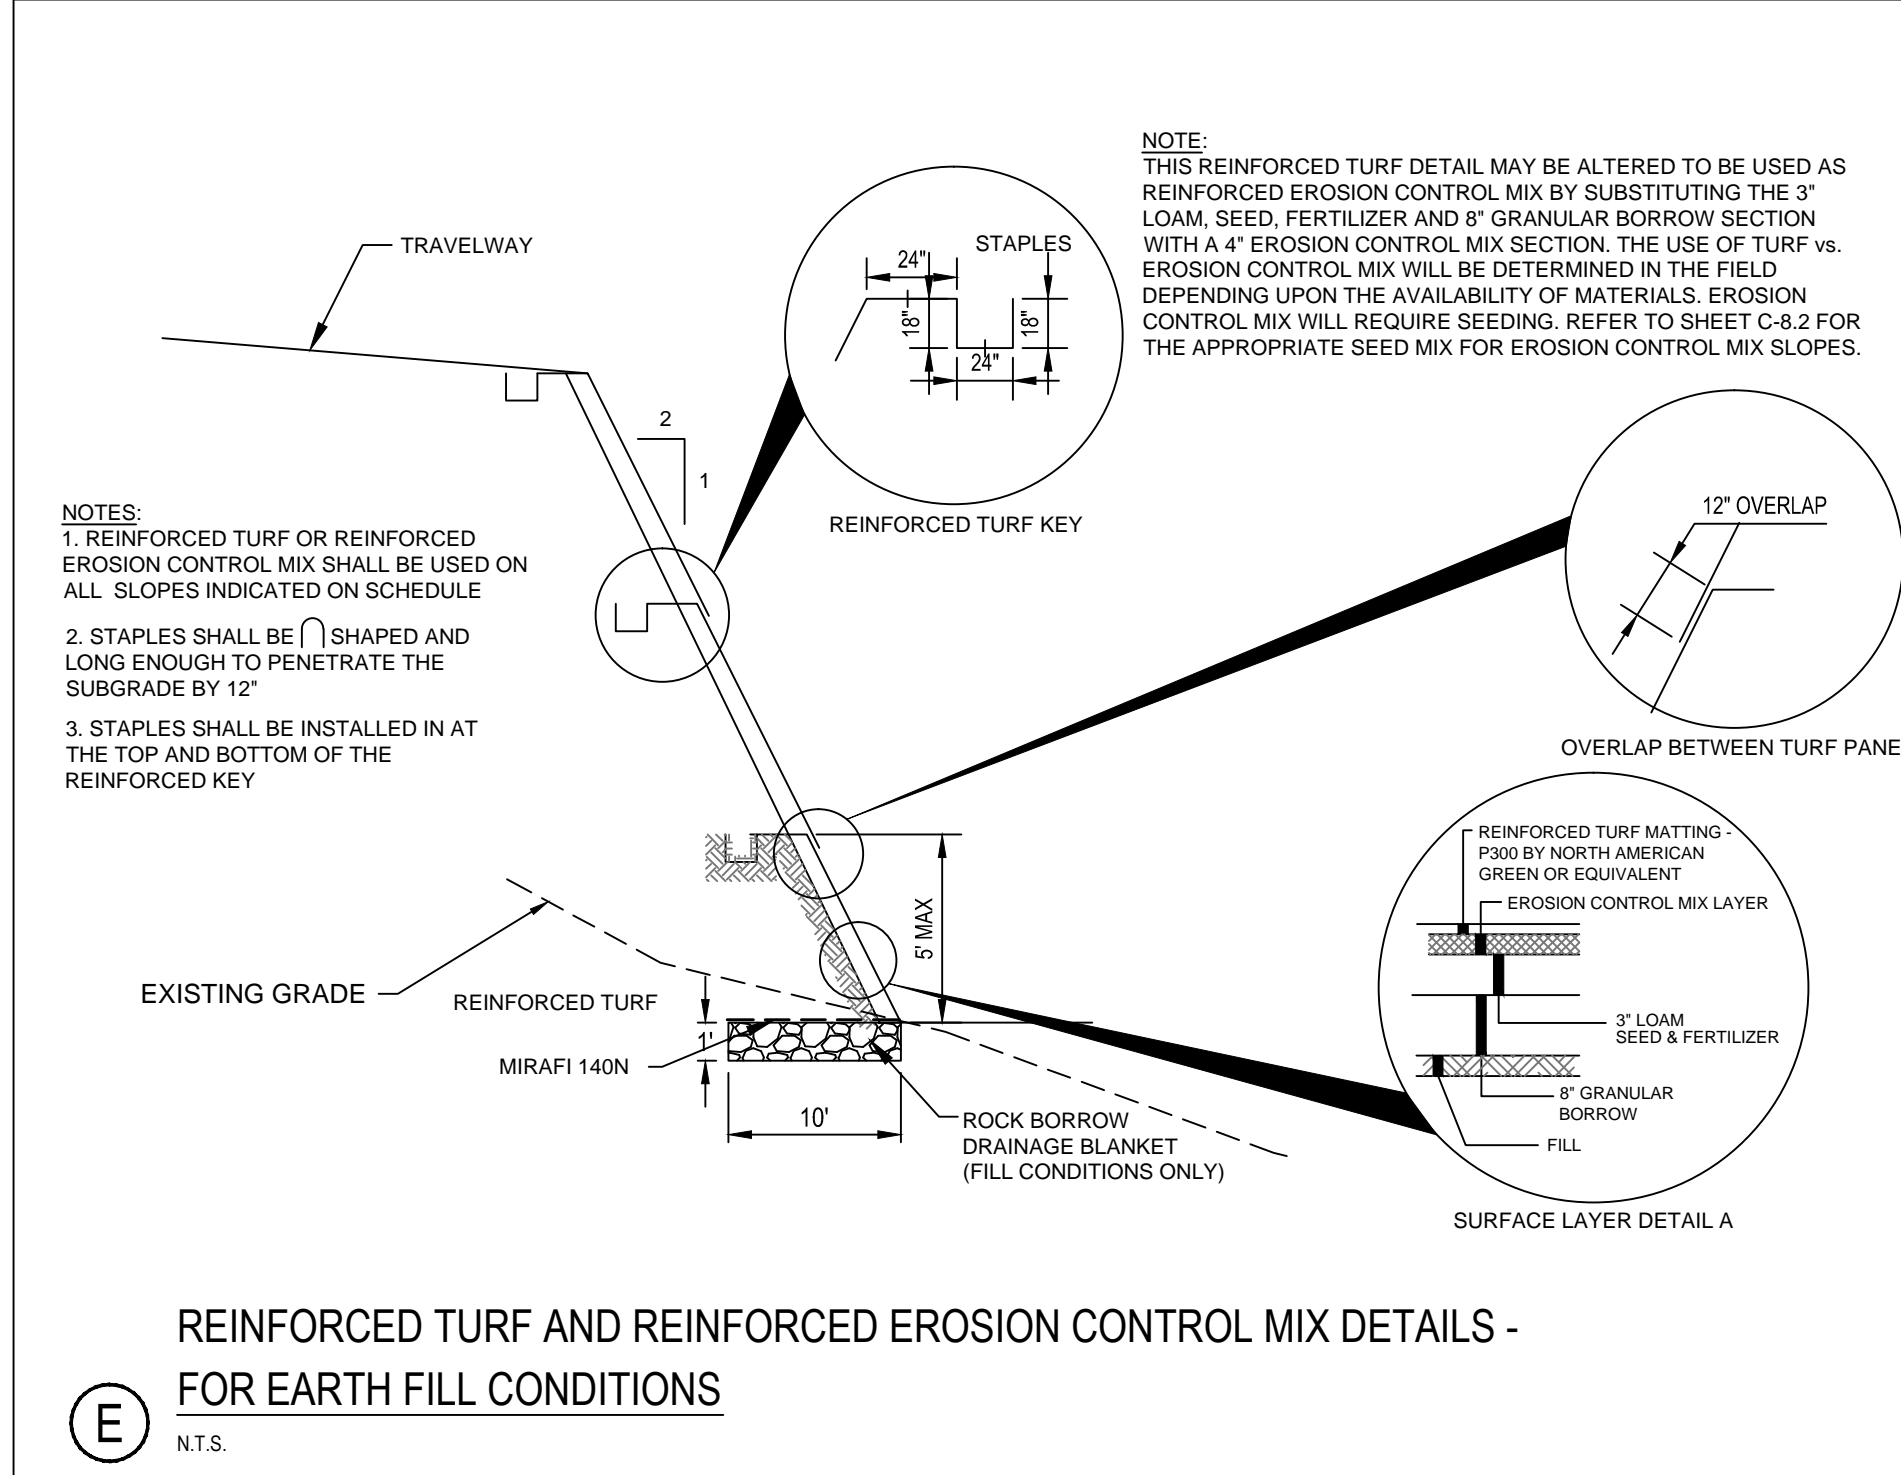 NOTE:
THIS REINFORCED TURF DETAIL MAY BE ALTERED TO BE USED AS
REINFORCED EROSION CONTROL MIX BY SUBSTITUTING THE 3"
LOAM, SEED, FERTILIZER AND 8" GRANULAR BORROW SECTION
WITH A 4" EROSION CONTROL MIX SECTION. THE USE OF TURF vs.
EROSION CONTROL MIX WILL BE DETERMINED IN THE FIELD
DEPENDING UPON THE AVAILABILITY OF MATERIALS. EROSION
CONTROL MIX WILL REQUIRE SEEDING. REFER TO SHEET C-8.2 FOR
THE APPROPRIATE SEED MIX FOR EROSION CONTROL MIX SLOPES.
TRAVELWAY
STAPLES
24"
18"
18"
24"
REINFORCED TURF KEY
2
1
NOTES:
1. REINFORCED TURF OR REINFORCED
EROSION CONTROL MIX SHALL BE USED ON
ALL SLOPES INDICATED ON SCHEDULE
2. STAPLES SHALL BE SHAPED AND
LONG ENOUGH TO PENETRATE THE
SUBGRADE BY 12"
3. STAPLES SHALL BE INSTALLED IN AT
THE TOP AND BOTTOM OF THE
REINFORCED KEY
12" OVERLAP
OVERLAP BETWEEN TURF PANE
REINFORCED TURF MATTING -
P300 BY NORTH AMERICAN
GREEN OR EQUIVALENT
EROSION CONTROL MIX LAYER
3" LOAM
SEED & FERTILIZER
8" GRANULAR
BORROW
FILL
SURFACE LAYER DETAIL A
5' MAX
EXISTING GRADE
REINFORCED TURF
1'
MIRAFI 140N
10'
ROCK BORROW
DRAINAGE BLANKET
(FILL CONDITIONS ONLY)
REINFORCED TURF AND REINFORCED EROSION CONTROL MIX DETAILS -
FOR EARTH FILL CONDITIONS
E
N.T.S.